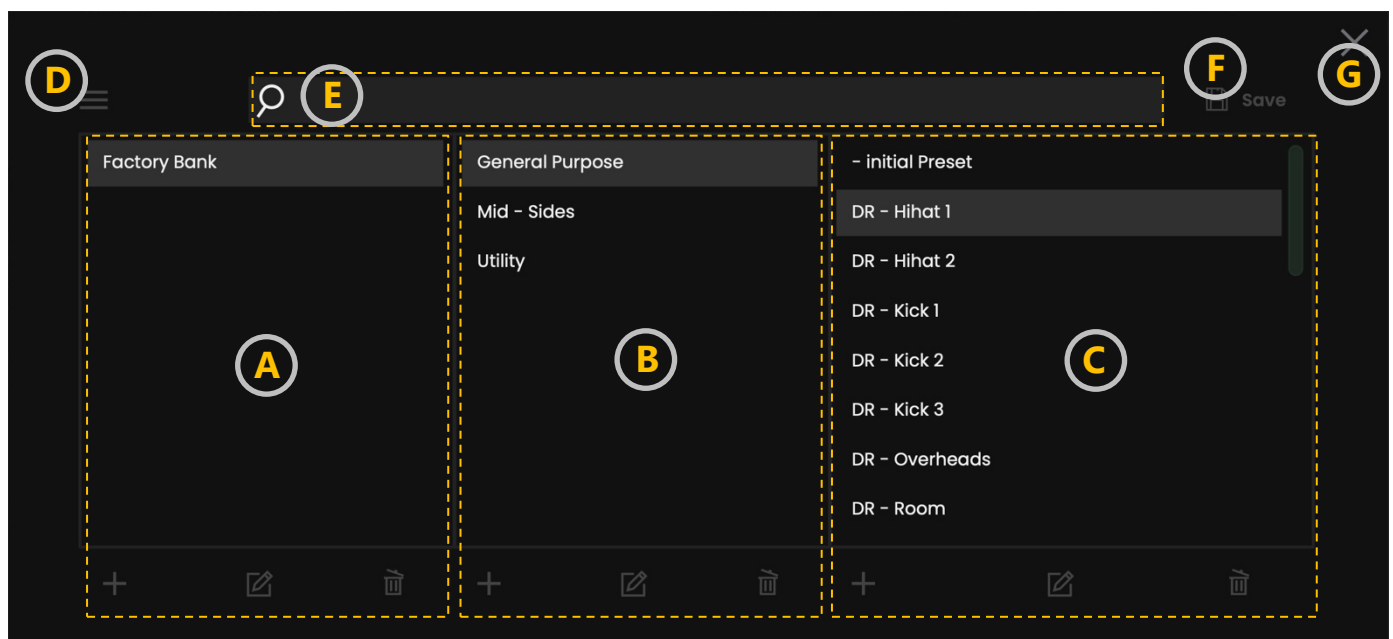 D
E
F
G
Save
Factory Bank
General Purpose
Mid - Sides
Utility
- initial Preset
DR - Hihat 1
DR - Hihat 2
DR - Kick 1
DR - Kick 2
DR - Kick 3
DR - Overheads
DR - Room
A
B
C